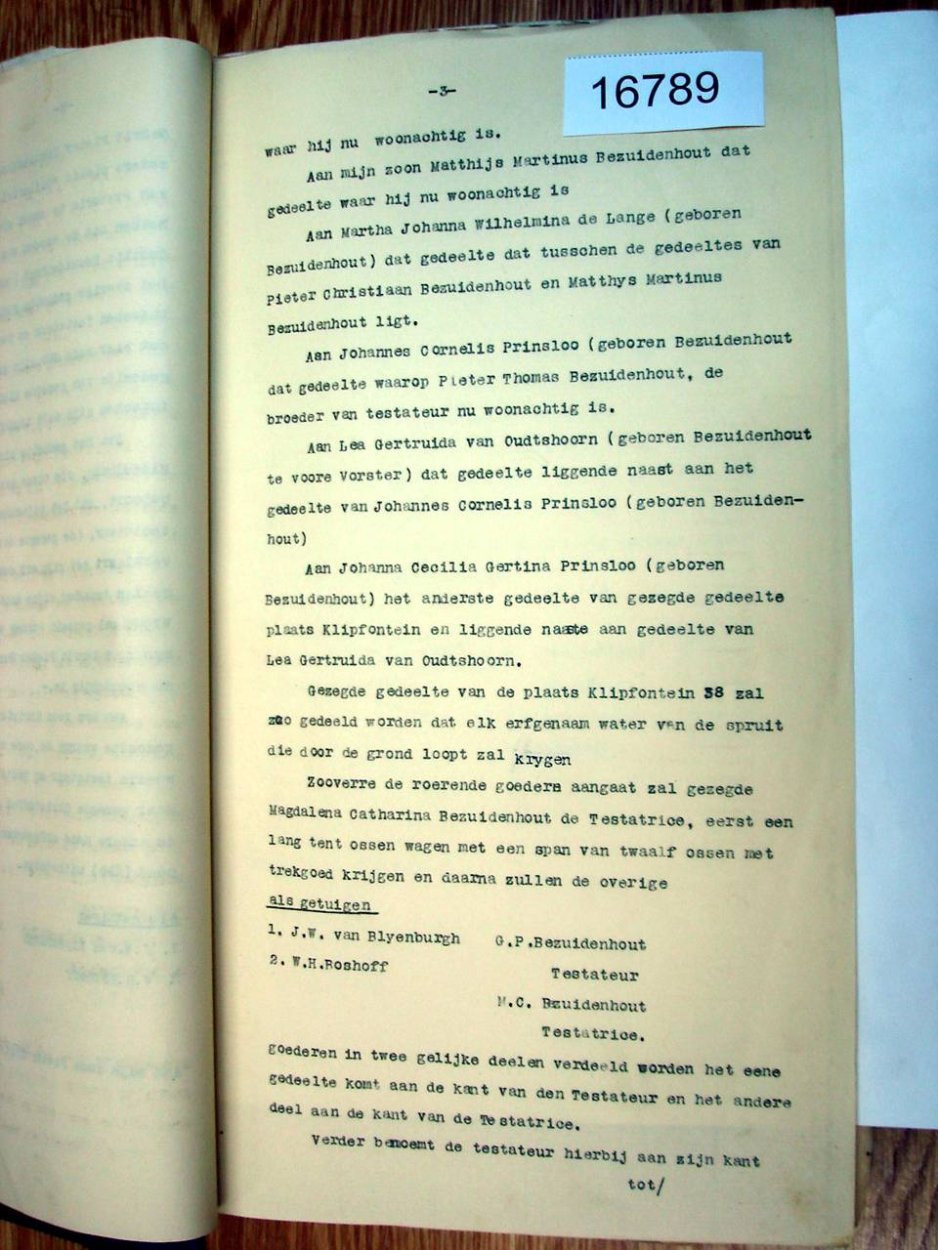 -3-
16789
waar hij nu woonachtig is.
Aan mijn zoon Matthijs Martinus Bezuidenhout dat
gedeelte waar hij nu woonachtig is
Aan Martha Johanna Wilhelmina de Lange (geboren
Bezuidenhout) dat gedeelte dat tusschen de gedeeltes van
Pieter Christiaan Bezuidenhout en Matthys Martinus
Bezuidenhout ligt.
Aan Johannes Cornelis Prinsloo (geboren Bezuidenhout
dat gedeelte waarop Pieter Thomas Bezuidenhout, de
broeder van testateur nu woonachtig is.
Aan Lea Gertruida van Oudtshoorn (geboren Bezuidenhout
te voore Vorster) dat gedeelte liggende naast aan het
gedeelte van Johannes Cornelis Prinsloo (geboren Bezuiden-
hout)
Aan Johanna Cecilia Gertina Prinsloo (geboren
Bezuidenhout) het anderste gedeelte van gezegde gedeelte
plaats Klipfontein en liggende naaste aan gedeelte van
Lea Gertruida van Oudtshoorn.
Gezegde gedeelte van de plaats Klipfontein 38 zal
zoo gedeeld worden dat elk erfgenaam water van de spruit
die door de grond loopt zal krygen
Zooverre de roerende goedere aangaat zal gezegde
Magdalena Catharina Bezuidenhout de Testatrice, eerst een
lang tent ossen wagen met een span van twaalf ossen met
trekgoed krijgen en daarna zullen de overige
als getuigen
1. J.W. van Blyenburgh G.P.Bezuidenhout
2. W.H.Boshoff Testateur
M.C. Bzuidenhout
Testatrice.
goederen in twee gelijke deelen verdeeld worden het eene
gedeelte komt aan de kant van den Testateur en het andere
deel aan de kant van de Testatrice.
Verder benoemt de testateur hierbij aan zijn kant
tot/